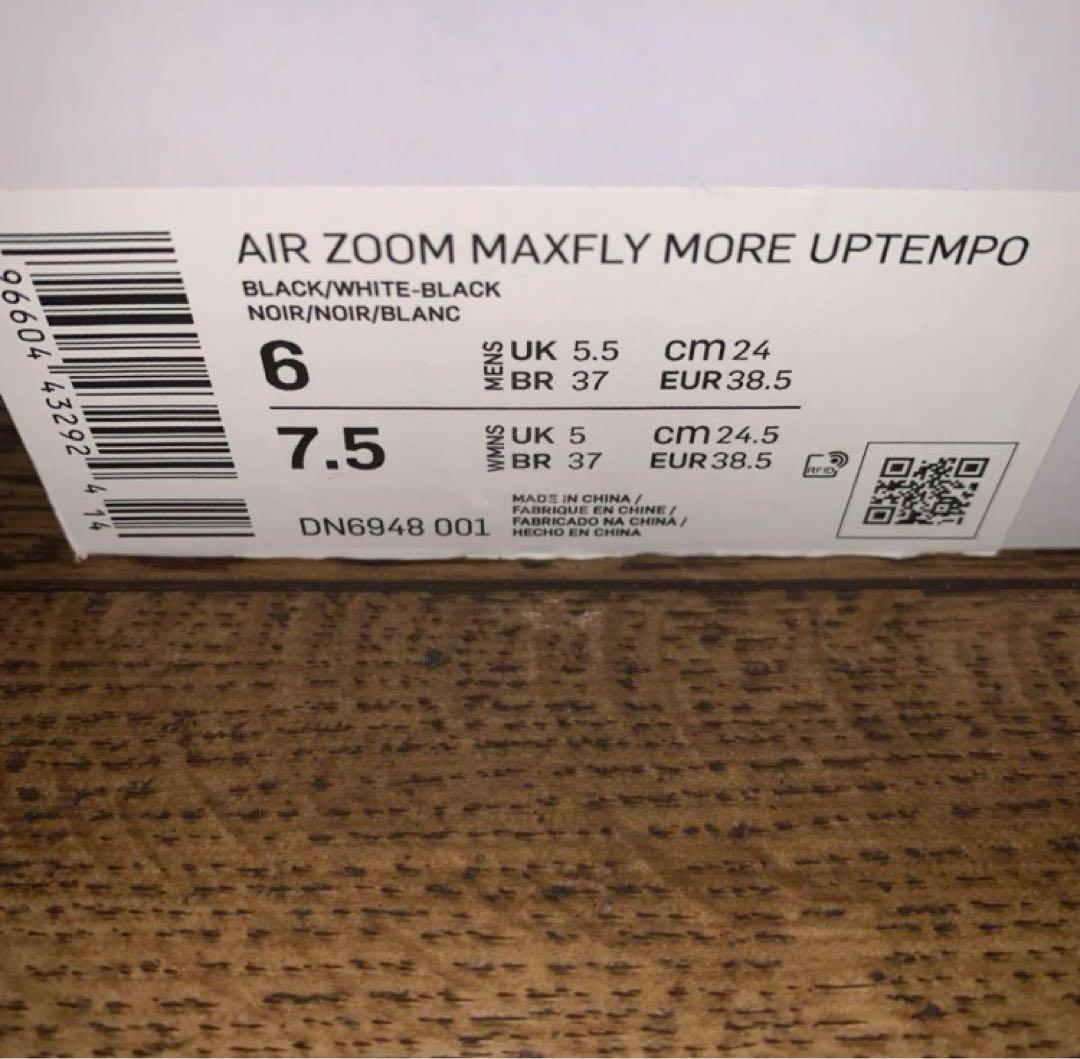 AIR ZOOM MAXFLY MORE UPTEMPO
BLACK/WHITE-BLACK
NOIR/NOIR/BLANC
6
MENS
UK 5.5 cm 24
BR 37 EUR 38.5
7.5
WMNS
UK 5 cm 24.5
BR 37 EUR 38.5
RFID
DN6948 001
MADE IN CHINA /
FABRIQUE EN CHINE /
FABRICADO NA CHINA /
HECHO EN CHINA
96604 43292 4 14